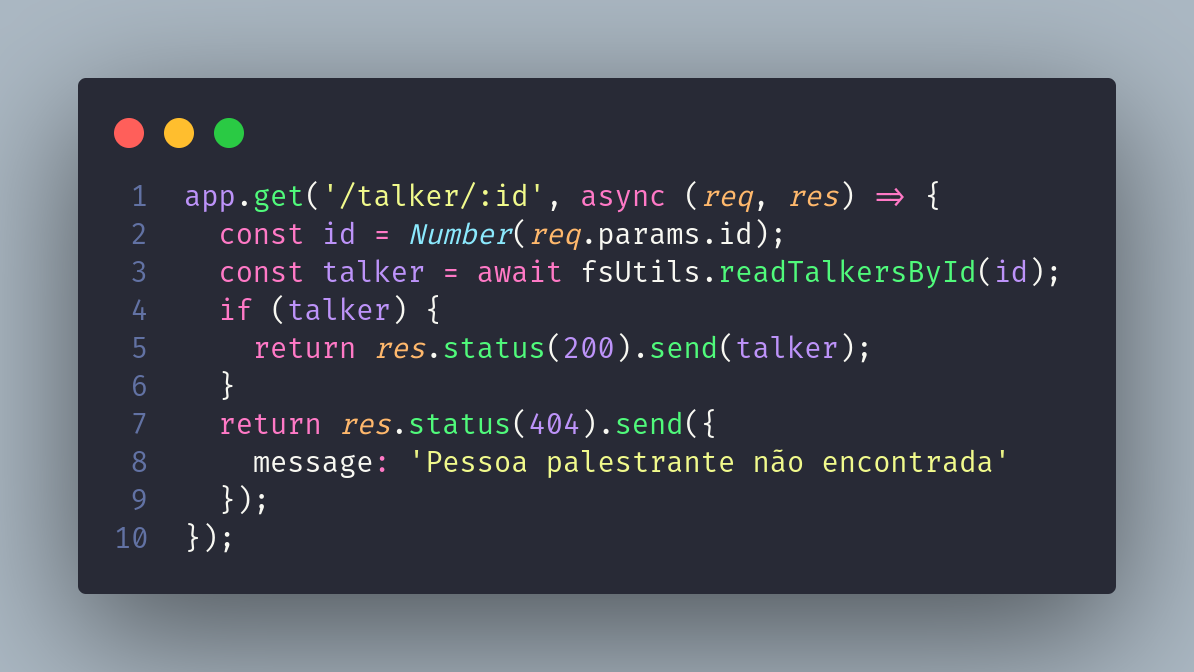 1 app.get('/talker/:id', async (req, res) => {
2 const id = Number(req.params.id);
3 const talker = await fsUtils.readTalkersById(id);
4 if (talker) {
5 return res.status(200).send(talker);
6 }
7 return res.status(404).send({
8 message: 'Pessoa palestrante não encontrada'
9 });
10 });